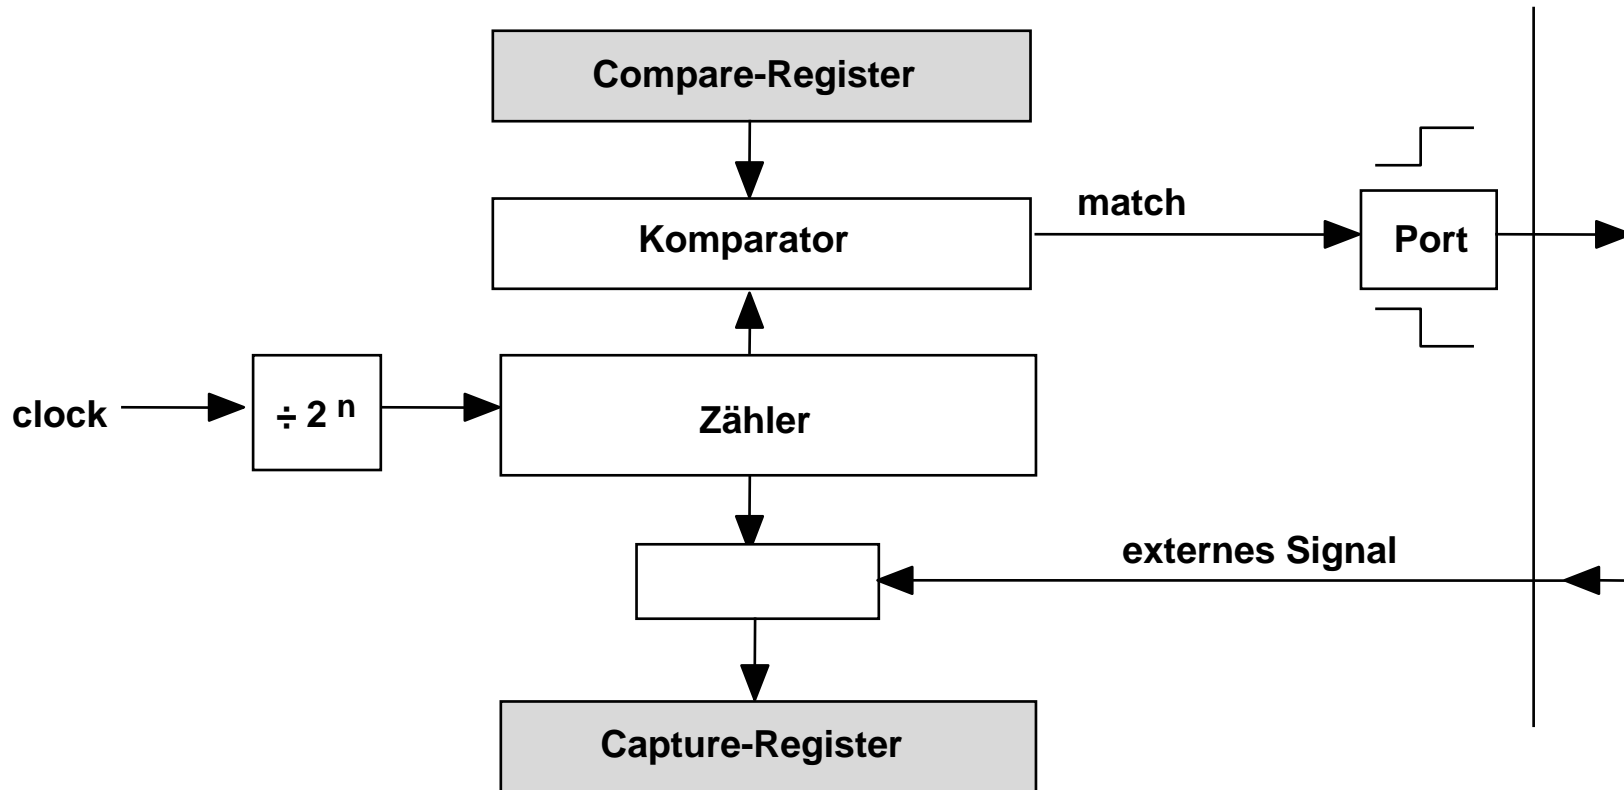 Compare-Register
match
Komparator
Port
clock
÷ 2 n
Zähler
externes Signal
Capture-Register